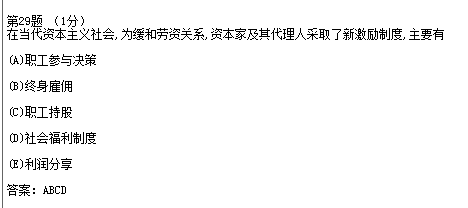 第29题 （1分）
在当代资本主义社会,为缓和劳资关系,资本家及其代理人采取了新激励制度,主要有
(A)职工参与决策
(B)终身雇佣
(C)职工持股
(D)社会福利制度
(E)利润分享
答案: ABCD